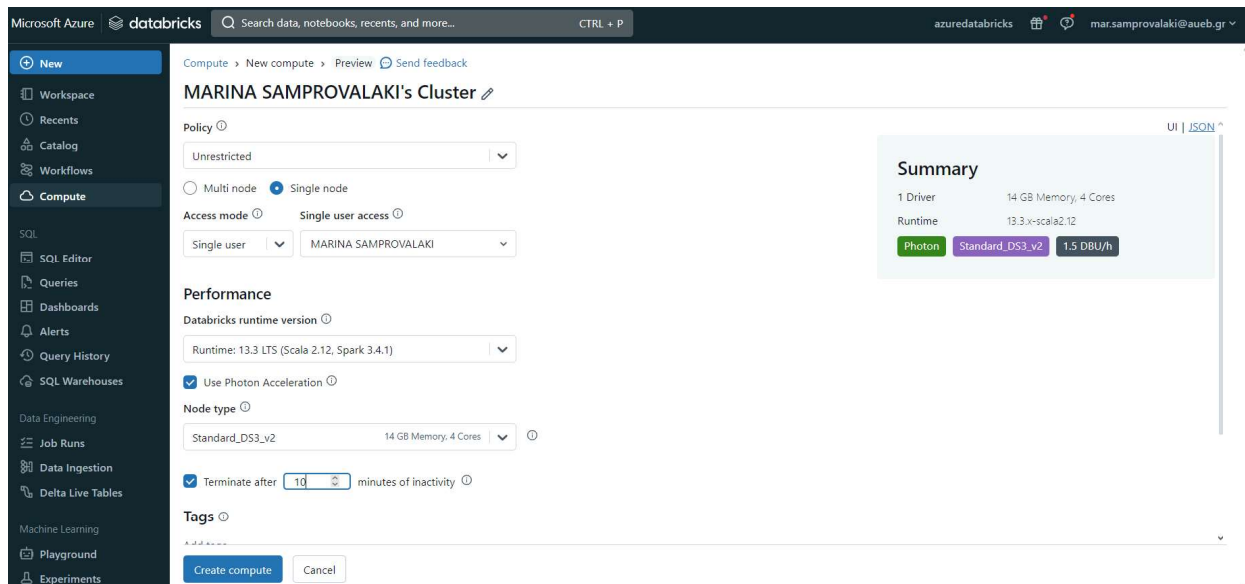 Microsoft Azure databricks Search data, notebooks, recents, and more... CTRL + P azuredatabricks mar.samprovalaki@aueb.gr
New
Workspace
Recents
Catalog
Workflows
Compute
SQL
SQL Editor
Queries
Dashboards
Alerts
Query History
SQL Warehouses
Data Engineering
Job Runs
Data Ingestion
Delta Live Tables
Machine Learning
Playground
Experiments
Compute › New compute › Preview Send feedback
MARINA SAMPROVALAKI's Cluster
UI | JSON
Policy
Unrestricted
Multi node Single node
Access mode Single user access
Single user MARINA SAMPROVALAKI
Performance
Databricks runtime version
Runtime: 13.3 LTS (Scala 2.12, Spark 3.4.1)
Use Photon Acceleration
Node type
Standard_DS3_v2 14 GB Memory, 4 Cores
Terminate after 10 minutes of inactivity
Tags
Create compute Cancel
Summary
1 Driver 14 GB Memory, 4 Cores
Runtime 13.3.x-scala2.12
Photon Standard_DS3_v2 1.5 DBU/h